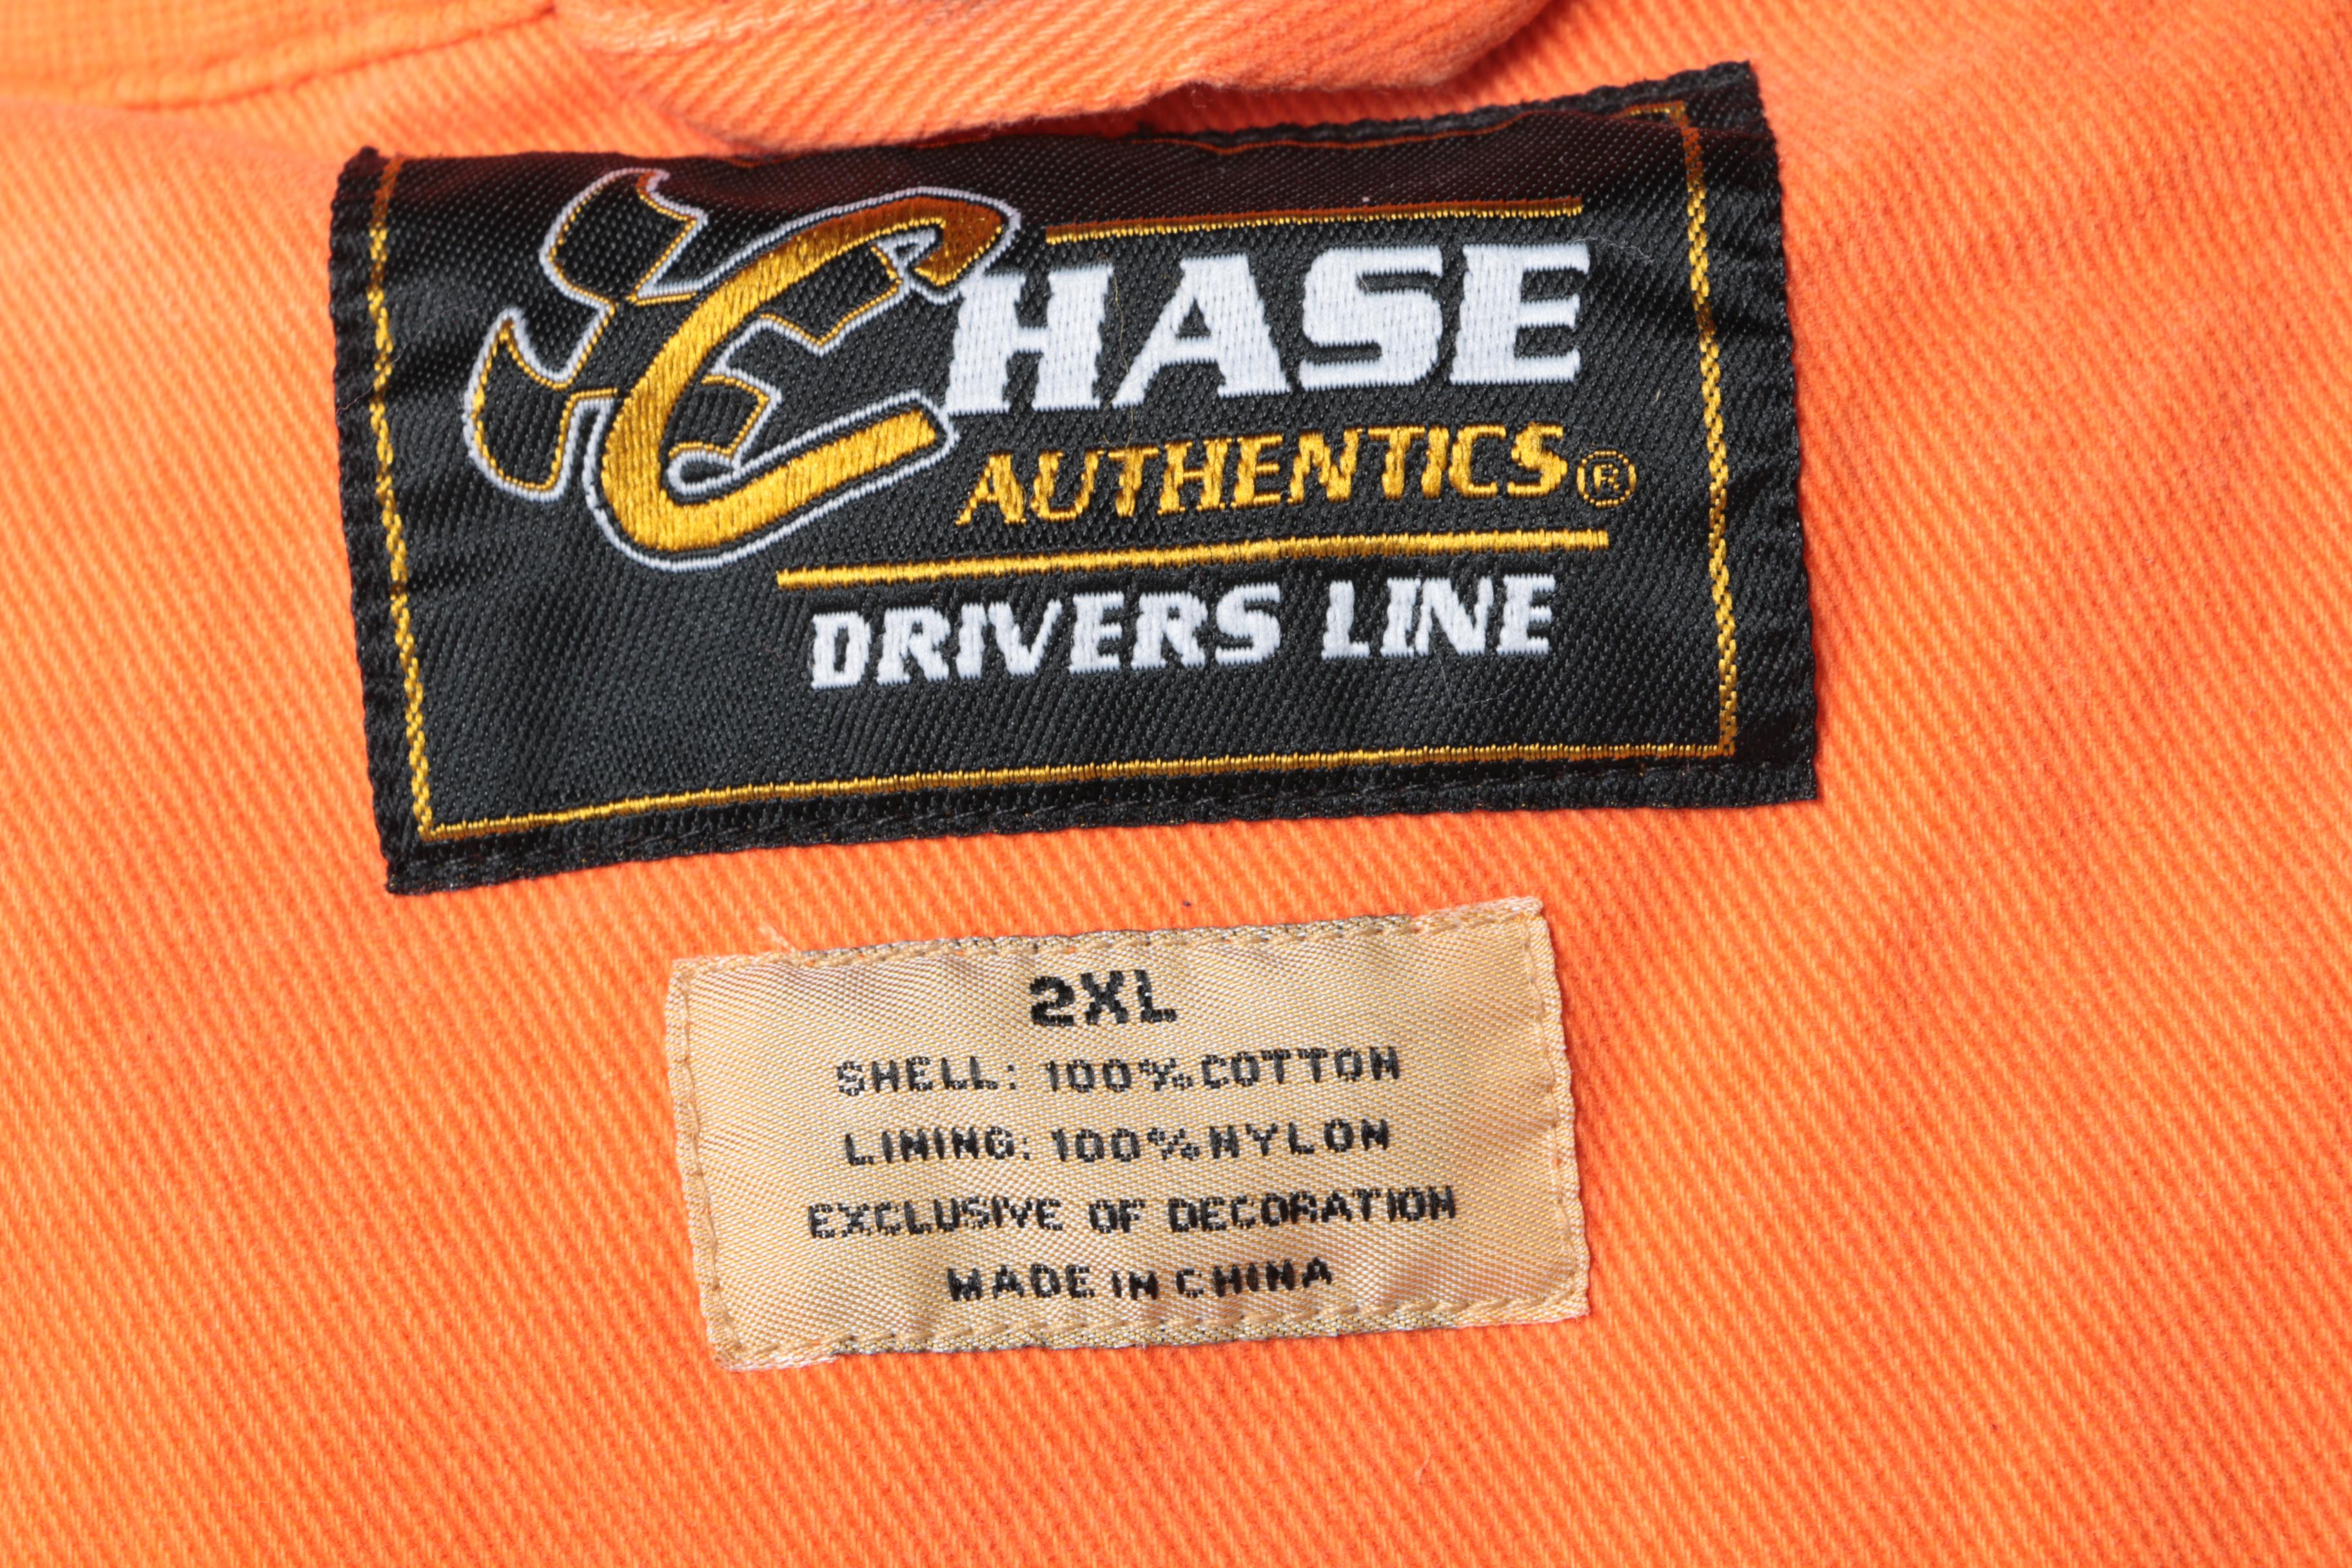 CHASE
AUTHENTICS®
DRIVERS LINE
2XL
SHELL: 100% COTTON
LINING: 100% NYLON
EXCLUSIVE OF DECORATION
MADE IN CHINA